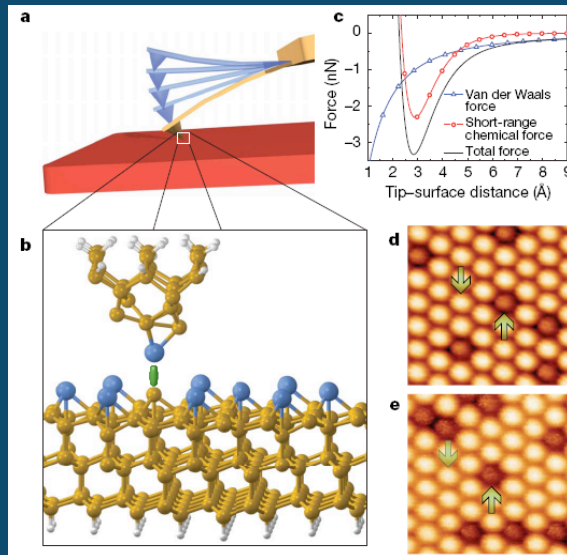 a
c
0
-1
-2
-3
Force (nN)
Van der Waals
force
Short-range
chemical force
Total force
1 2 3 4 5 6 7 8 9
Tip–surface distance (Å)
b
d
e